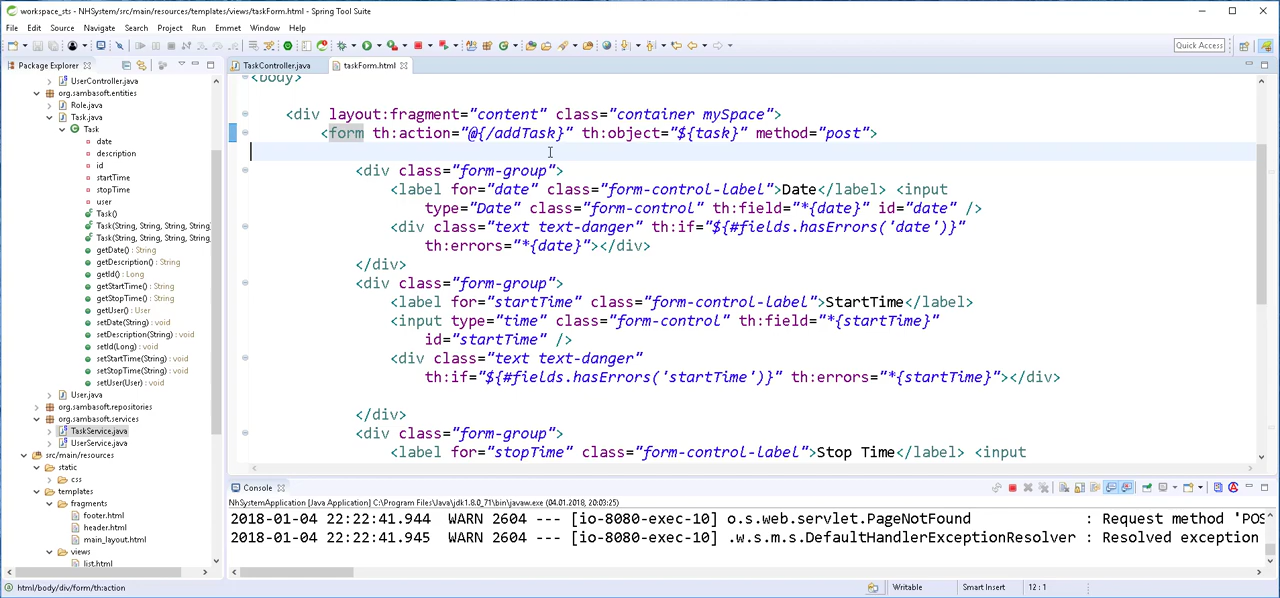 workspace_sts - NHSystem/src/main/resources/templates/views/taskForm.html - Spring Tool Suite
File Edit Source Navigate Search Project Run Emmet Window Help
Quick Access
Package Explorer
TaskController.java
taskForm.html
UserController.java
org.sambasoft.entities
Role.java
Task.java
Task
date
description
id
startTime
stopTime
user
Task()
Task(String, String, String, String)
Task(String, String, String, String,
getDate() : String
getDescription() : String
getId() : Long
getStartTime() : String
getStopTime() : String
getUser() : User
setDate(String) : void
setDescription(String) : void
setId(Long) : void
setStartTime(String) : void
setStopTime(String) : void
setUser(User) : void
User.java
org.sambasoft.repositories
org.sambasoft.services
TaskService.java
UserService.java
src/main/resources
static
css
templates
fragments
footer.html
header.html
main_layout.html
views
list.html
<body>
<div layout:fragment="content" class="container mySpace">
<form th:action="@{/addTask}" th:object="${task}" method="post">
<div class="form-group">
<label for="date" class="form-control-label">Date</label> <input
type="Date" class="form-control" th:field="*{date}" id="date" />
<div class="text text-danger" th:if="${#fields.hasErrors('date')}"
th:errors="*{date}"></div>
</div>
<div class="form-group">
<label for="startTime" class="form-control-label">StartTime</label>
<input type="time" class="form-control" th:field="*{startTime}"
id="startTime" />
<div class="text text-danger"
th:if="${#fields.hasErrors('startTime')}" th:errors="*{startTime}"></div>
</div>
<div class="form-group">
<label for="stopTime" class="form-control-label">Stop Time</label> <input
Console
NhSystemApplication [Java Application] C:\Program Files\Java\jdk1.8.0_71\bin\javaw.exe (04.01.2018, 20:03:25)
2018-01-04 22:22:41.944 WARN 2604 --- [io-8080-exec-10] o.s.web.servlet.PageNotFound : Request method 'POS
2018-01-04 22:22:41.945 WARN 2604 --- [io-8080-exec-10] .w.s.m.s.DefaultHandlerExceptionResolver : Resolved exception
html/body/div/form/th:action
Writable
Smart Insert
12 : 1